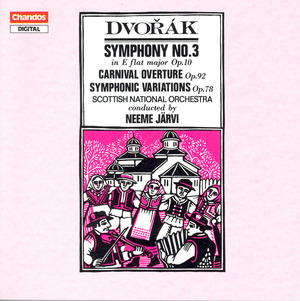 Chandos
DIGITAL
DVOŘÁK
SYMPHONY NO.3
in E flat major Op.10
CARNIVAL OVERTURE Op.92
SYMPHONIC VARIATIONS Op.78
SCOTTISH NATIONAL ORCHESTRA
conducted by
NEEME JÄRVI